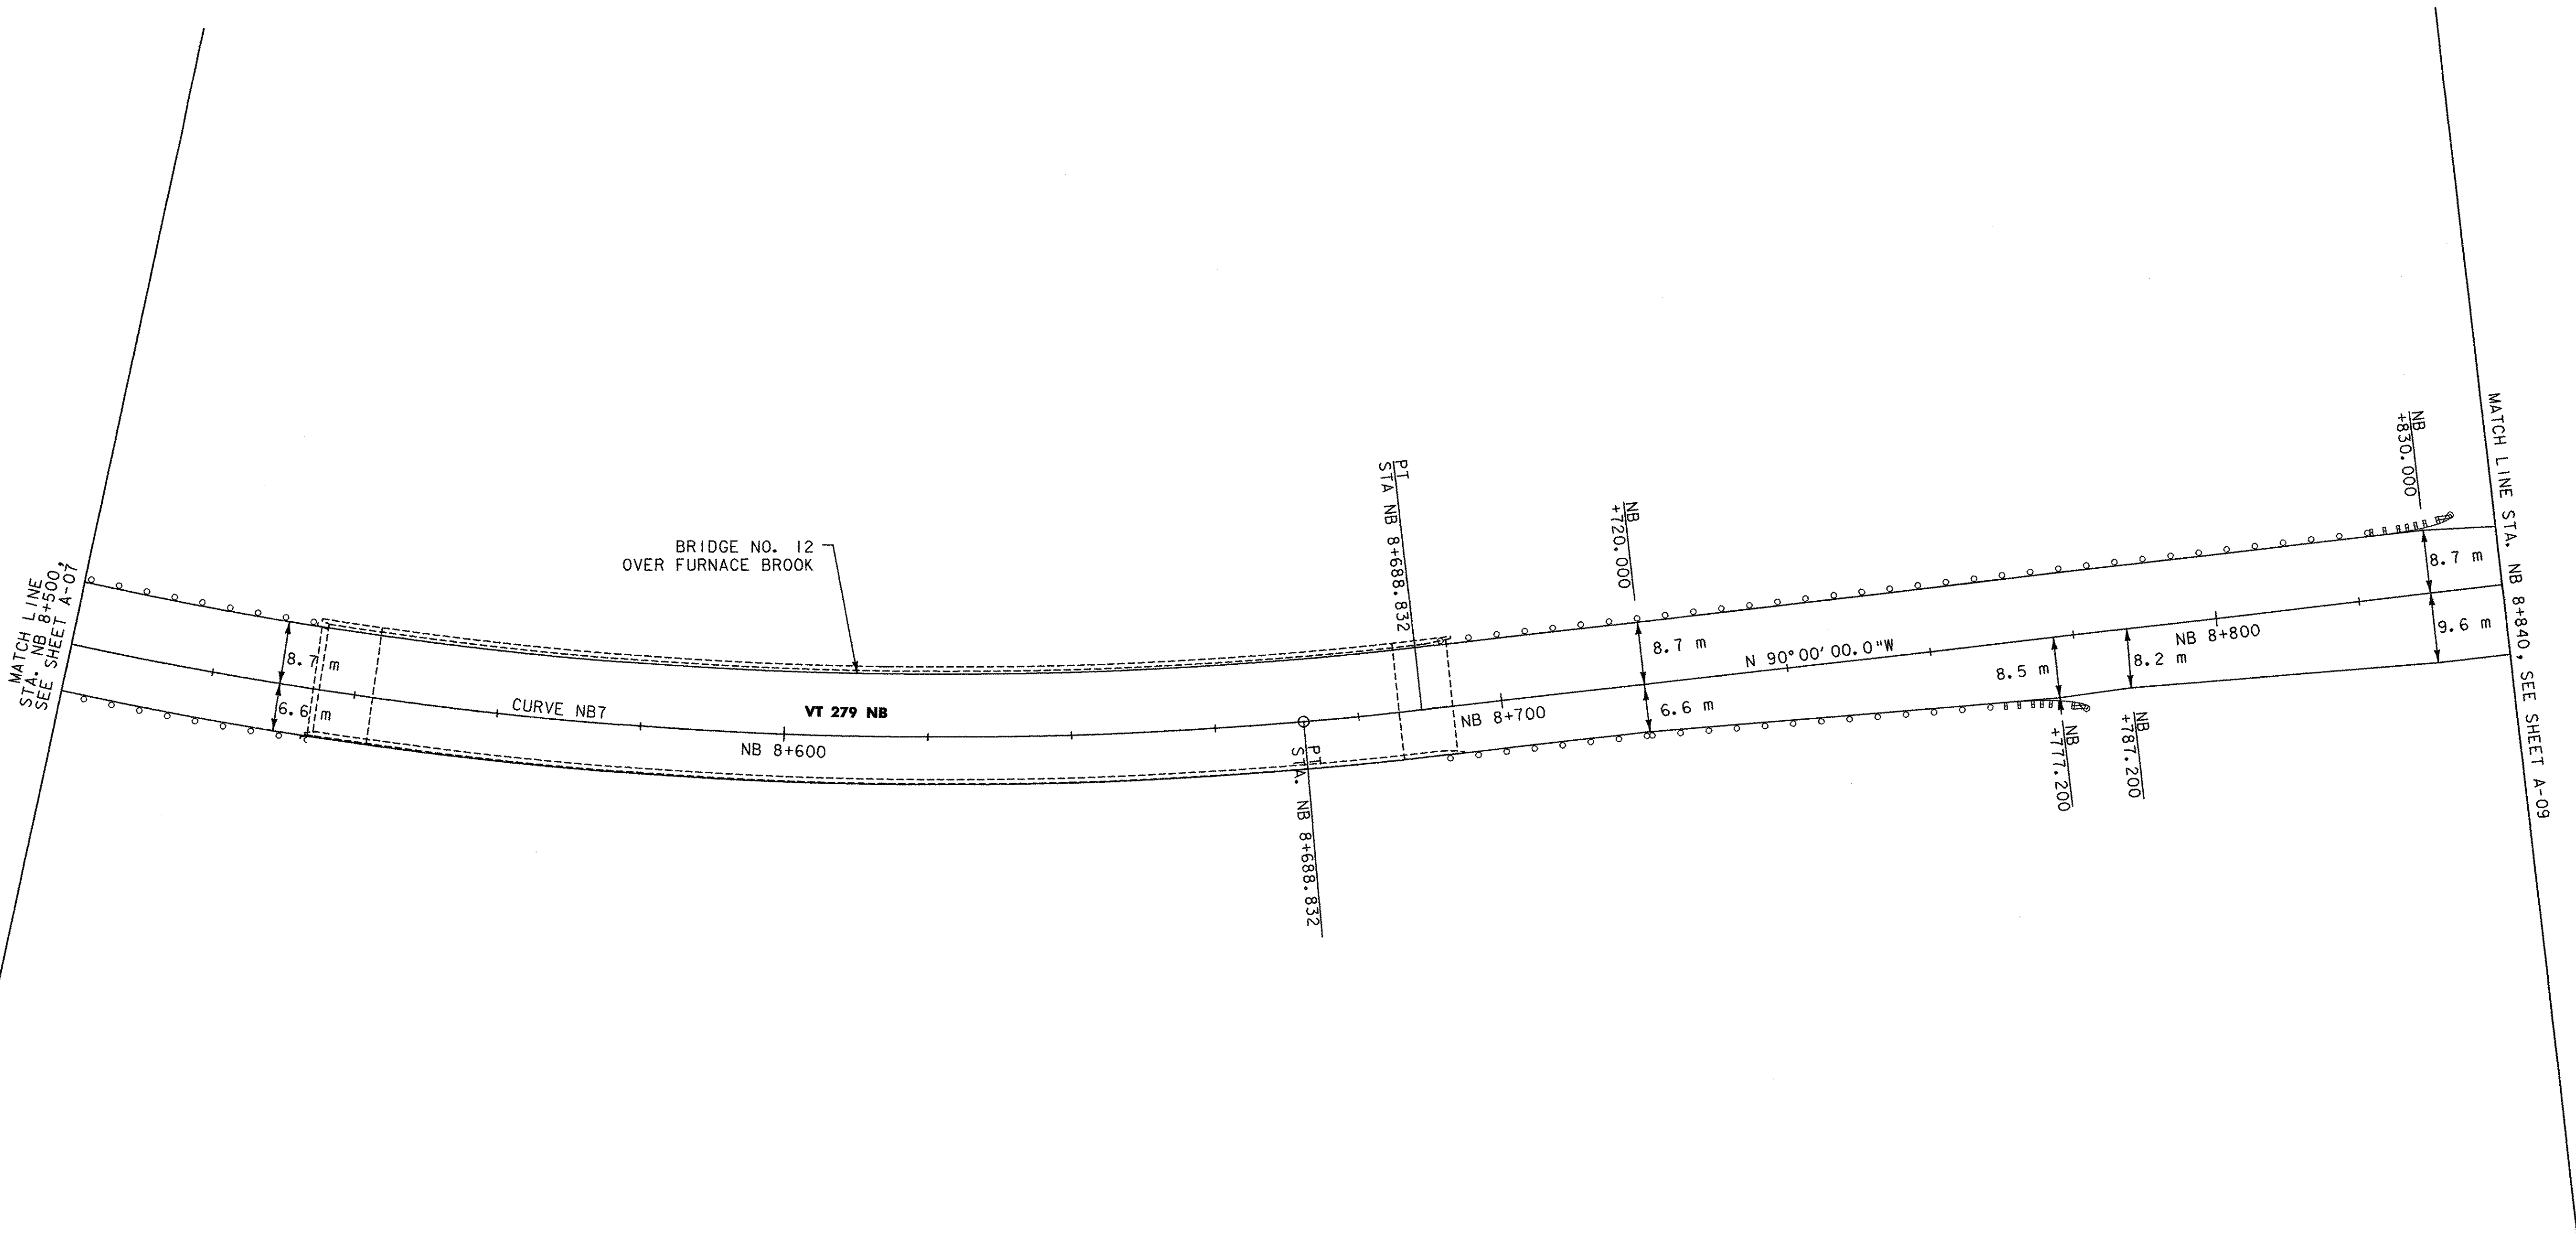 MATCH LINE
STA. NB 8+500,
SEE SHEET A-07
8.7 m
6.6 m
CURVE NB7
BRIDGE NO. 12
OVER FURNACE BROOK
VT 279 NB
NB 8+600
PT
STA. NB 8+688.832
PT
STA NB 8+688.832
NB 8+700
NB
+720.000
8.7 m
6.6 m
N 90°00'00.0"W
8.5 m
NB
+777.200
8.2 m
NB
+787.200
NB 8+800
NB
+830.000
8.7 m
9.6 m
MATCH LINE STA. NB 8+840, SEE SHEET A-09